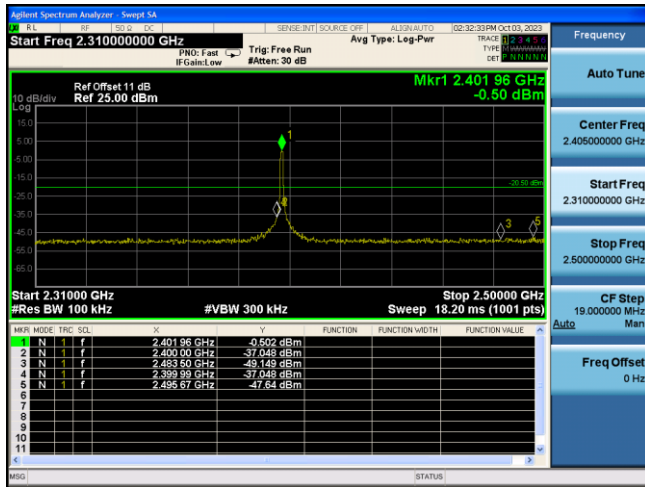 Agilent Spectrum Analyzer - Swept SA
RL RF 50 Ω DC SENSE:INT SOURCE OFF ALIGNAUTO 02:32:33 PM Oct 03, 2023
Start Freq 2.310000000 GHz
PNO: Fast
IFGain:Low
Trig: Free Run
#Atten: 30 dB
Avg Type: Log-Pwr
TRACE 1 2 3 4 5 6
TYPE
DET P N N N N N
Ref Offset 11 dB
Ref 25.00 dBm
10 dB/div
Log
Mkr1 2.401 96 GHz
-0.50 dBm
15.0
5.00
-5.00
-15.0
-25.0
-35.0
-45.0
-55.0
-65.0
1
-20.50 dBm
3
5
Start 2.31000 GHz
Stop 2.50000 GHz
#Res BW 100 kHz
#VBW 300 kHz
Sweep 18.20 ms (1001 pts)
MKR MODE TRC SCL X Y FUNCTION FUNCTION WIDTH FUNCTION VALUE
1 N 1 f 2.401 96 GHz -0.502 dBm
2 N 1 f 2.400 00 GHz -37.048 dBm
3 N 1 f 2.483 50 GHz -49.149 dBm
4 N 1 f 2.399 99 GHz -37.048 dBm
5 N 1 f 2.495 67 GHz -47.64 dBm
6
7
8
9
10
11
MSG
STATUS
Frequency
Auto Tune
Center Freq
2.405000000 GHz
Start Freq
2.310000000 GHz
Stop Freq
2.500000000 GHz
CF Step
19.000000 MHz
Auto Man
Freq Offset
0 Hz